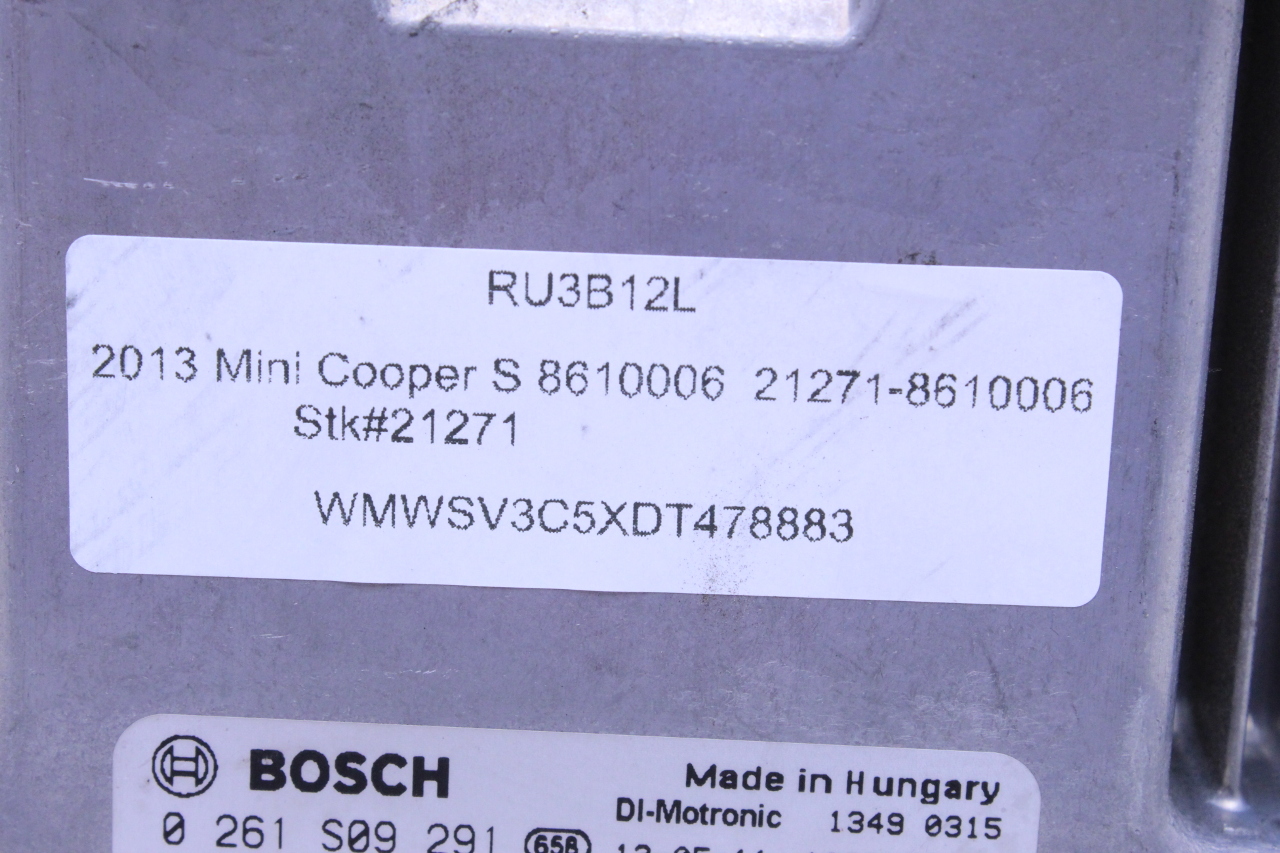 RU3B12L
2013 Mini Cooper S 8610006 21271-8610006
Stk#21271
WMWSV3C5XDT478883
BOSCH
Made in Hungary
DI-Motronic 1349 0315
0 261 S09 291 658